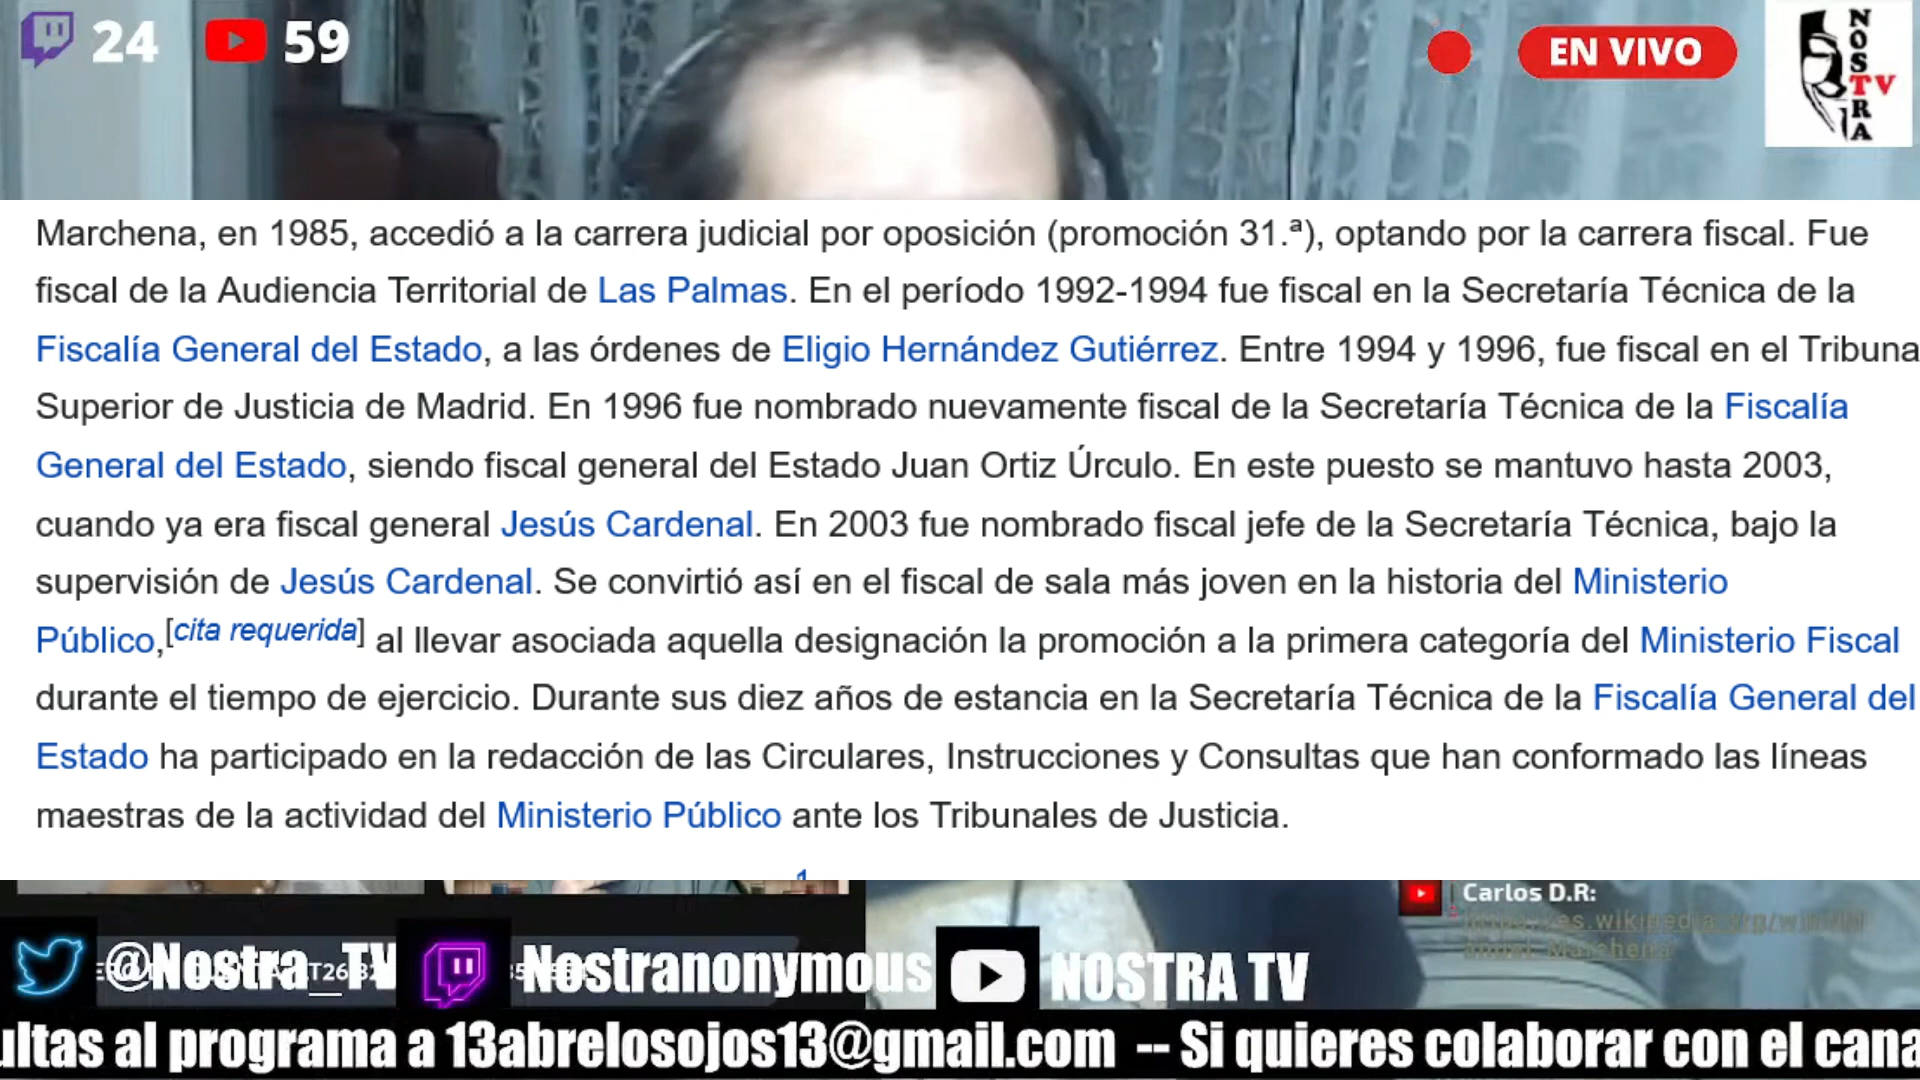 24
59
EN VIVO
NOSTRA
TV
Marchena, en 1985, accedió a la carrera judicial por oposición (promoción 31.ª), optando por la carrera fiscal. Fue
fiscal de la Audiencia Territorial de Las Palmas. En el período 1992-1994 fue fiscal en la Secretaría Técnica de la
Fiscalía General del Estado, a las órdenes de Eligio Hernández Gutiérrez. Entre 1994 y 1996, fue fiscal en el Tribuna
Superior de Justicia de Madrid. En 1996 fue nombrado nuevamente fiscal de la Secretaría Técnica de la Fiscalía
General del Estado, siendo fiscal general del Estado Juan Ortiz Úrculo. En este puesto se mantuvo hasta 2003,
cuando ya era fiscal general Jesús Cardenal. En 2003 fue nombrado fiscal jefe de la Secretaría Técnica, bajo la
supervisión de Jesús Cardenal. Se convirtió así en el fiscal de sala más joven en la historia del Ministerio
Público,[cita requerida] al llevar asociada aquella designación la promoción a la primera categoría del Ministerio Fiscal
durante el tiempo de ejercicio. Durante sus diez años de estancia en la Secretaría Técnica de la Fiscalía General del
Estado ha participado en la redacción de las Circulares, Instrucciones y Consultas que han conformado las líneas
maestras de la actividad del Ministerio Público ante los Tribunales de Justicia.
Carlos D.R:
@Nostra_TV
Nostranonymous
NOSTRA TV
ultas al programa a 13abrelosojos13@gmail.com -- Si quieres colaborar con el cana